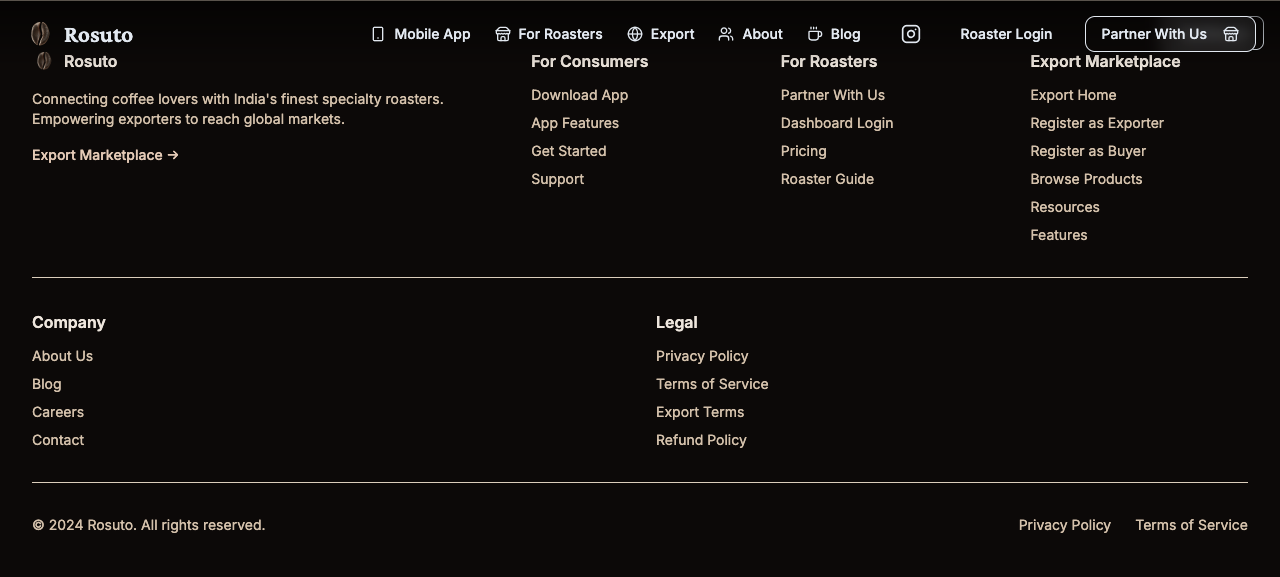 Rosuto
Mobile App
For Roasters
Export
About
Blog
Roaster Login
Partner With Us
Rosuto
Connecting coffee lovers with India's finest specialty roasters.
Empowering exporters to reach global markets.
Export Marketplace →
For Consumers
Download App
App Features
Get Started
Support
For Roasters
Partner With Us
Dashboard Login
Pricing
Roaster Guide
Export Marketplace
Export Home
Register as Exporter
Register as Buyer
Browse Products
Resources
Features
Company
About Us
Blog
Careers
Contact
Legal
Privacy Policy
Terms of Service
Export Terms
Refund Policy
© 2024 Rosuto. All rights reserved.
Privacy Policy
Terms of Service